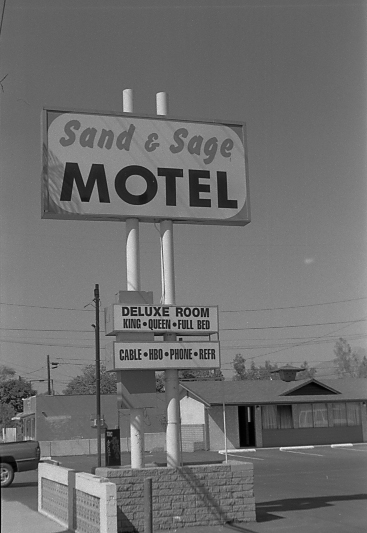 Sand & Sage
MOTEL
DELUXE ROOM
KING • QUEEN • FULL BED
CABLE • HBO • PHONE • REFR